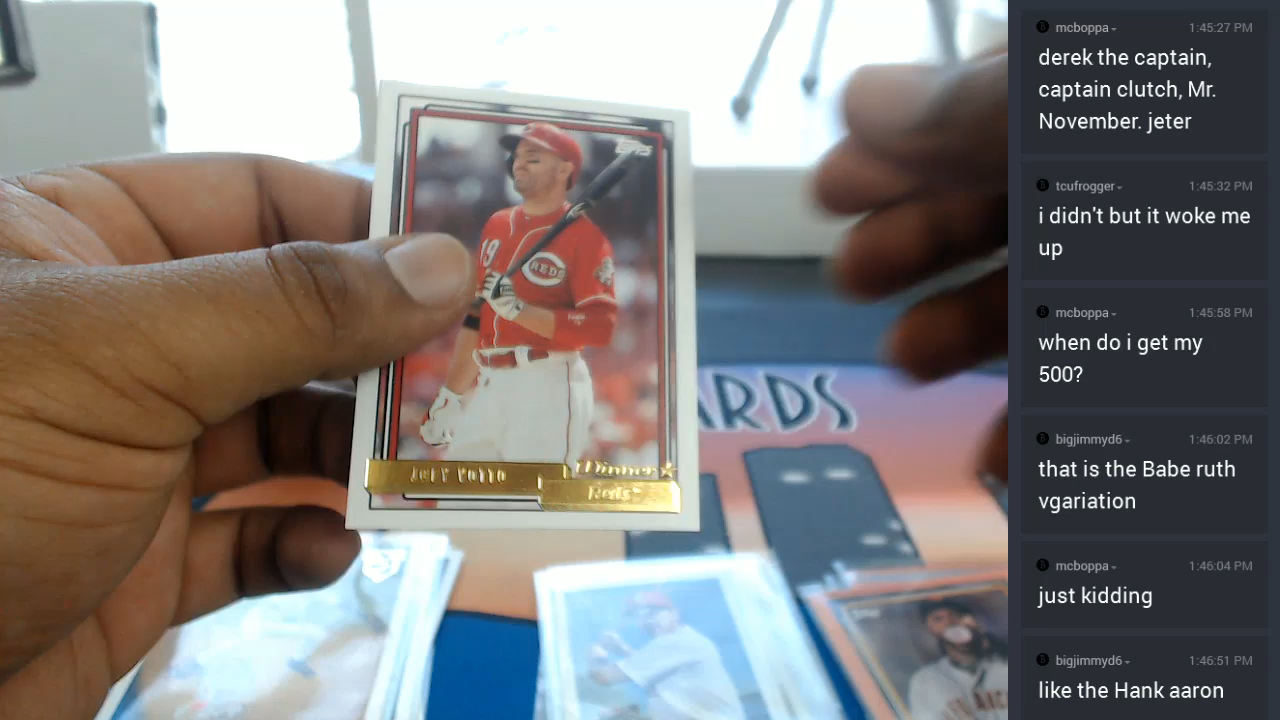 Topps
19
REDS
JOEY VOTTO
Winner
Reds
ARDS
mcboppa 1:45:27 PM
derek the captain,
captain clutch, Mr.
November. jeter
tcufrogger 1:45:32 PM
i didn't but it woke me
up
mcboppa 1:45:58 PM
when do i get my
500?
bigjimmyd6 1:46:02 PM
that is the Babe ruth
vgariation
mcboppa 1:46:04 PM
just kidding
bigjimmyd6 1:46:51 PM
like the Hank aaron